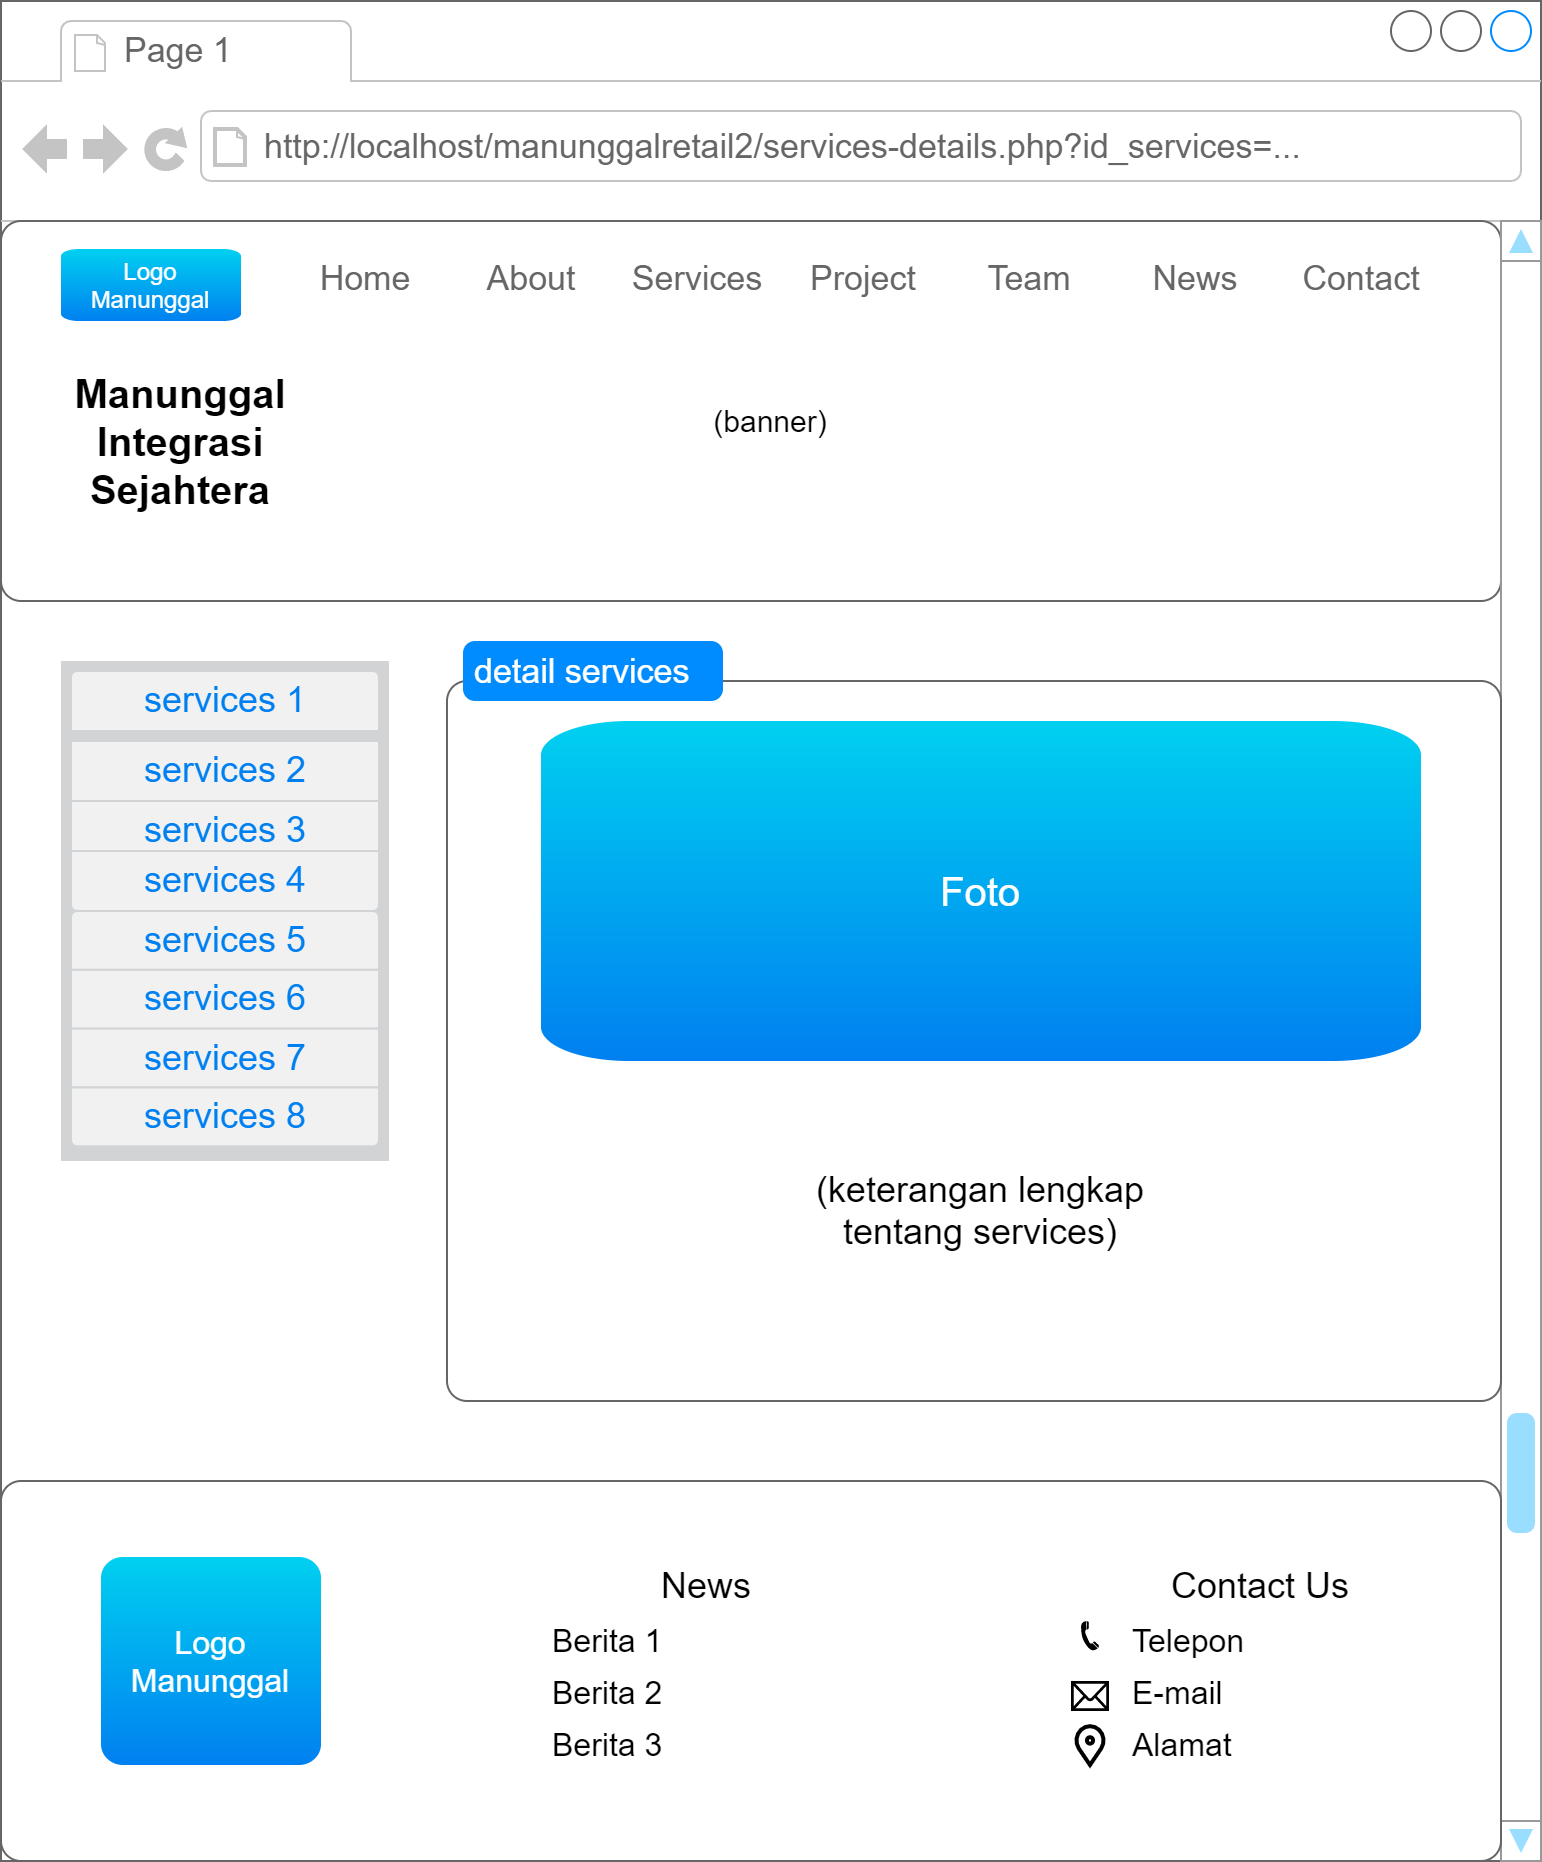 Page 1
http://localhost/manunggalretail2/services-details.php?id_services=...
Logo
Manunggal
Home About Services Project Team News Contact
Manunggal
Integrasi
Sejahtera
(banner)
services 1
services 2
services 3
services 4
services 5
services 6
services 7
services 8
detail services
Foto
(keterangan lengkap
tentang services)
Logo
Manunggal
News
Berita 1
Berita 2
Berita 3
Contact Us
Telepon
E-mail
Alamat